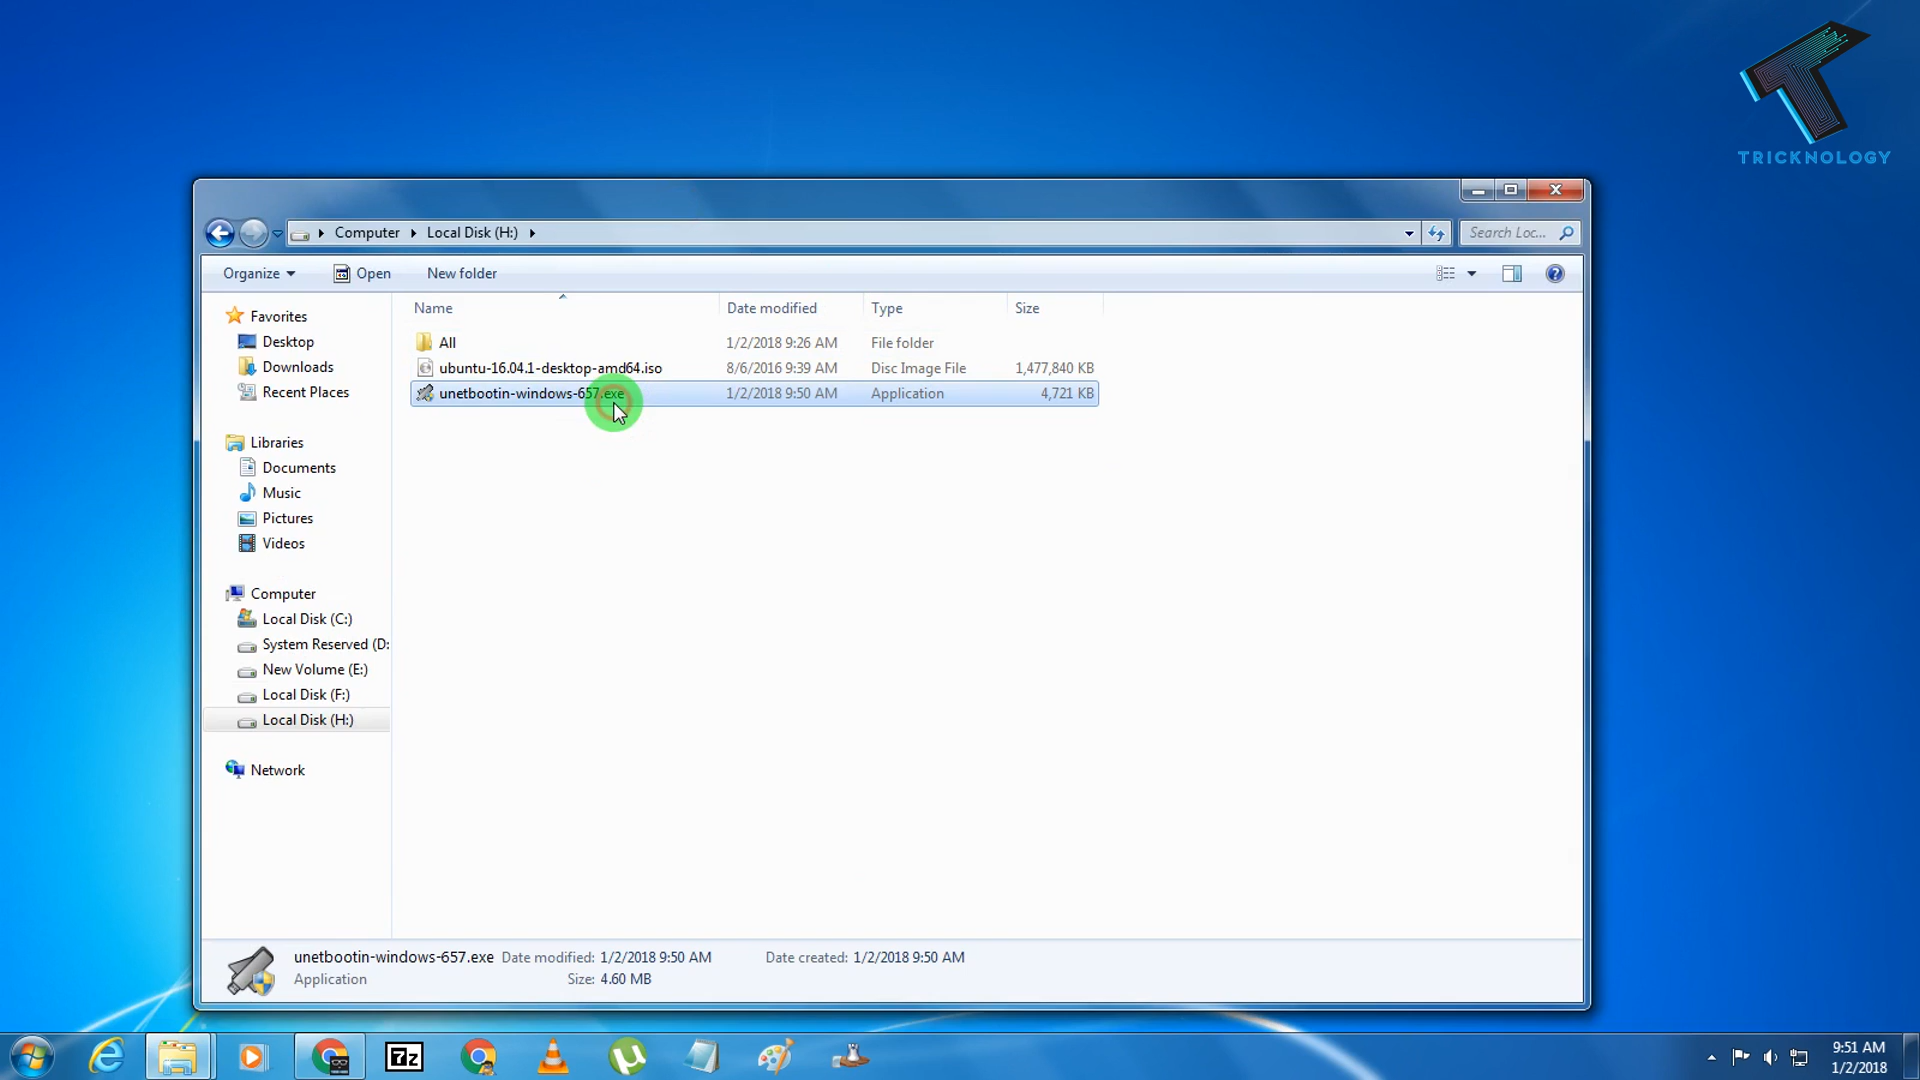 TRICKNOLOGY
Computer Local Disk (H:)
Search Loc...
Organize Open New folder
Name Date modified Type Size
All 1/2/2018 9:26 AM File folder
ubuntu-16.04.1-desktop-amd64.iso 8/6/2016 9:39 AM Disc Image File 1,477,840 KB
unetbootin-windows-657.exe 1/2/2018 9:50 AM Application 4,721 KB
Favorites
Desktop
Downloads
Recent Places
Libraries
Documents
Music
Pictures
Videos
Computer
Local Disk (C:)
System Reserved (D:
New Volume (E:)
Local Disk (F:)
Local Disk (H:)
Network
unetbootin-windows-657.exe Date modified: 1/2/2018 9:50 AM Date created: 1/2/2018 9:50 AM
Application Size: 4.60 MB
7z
9:51 AM
1/2/2018